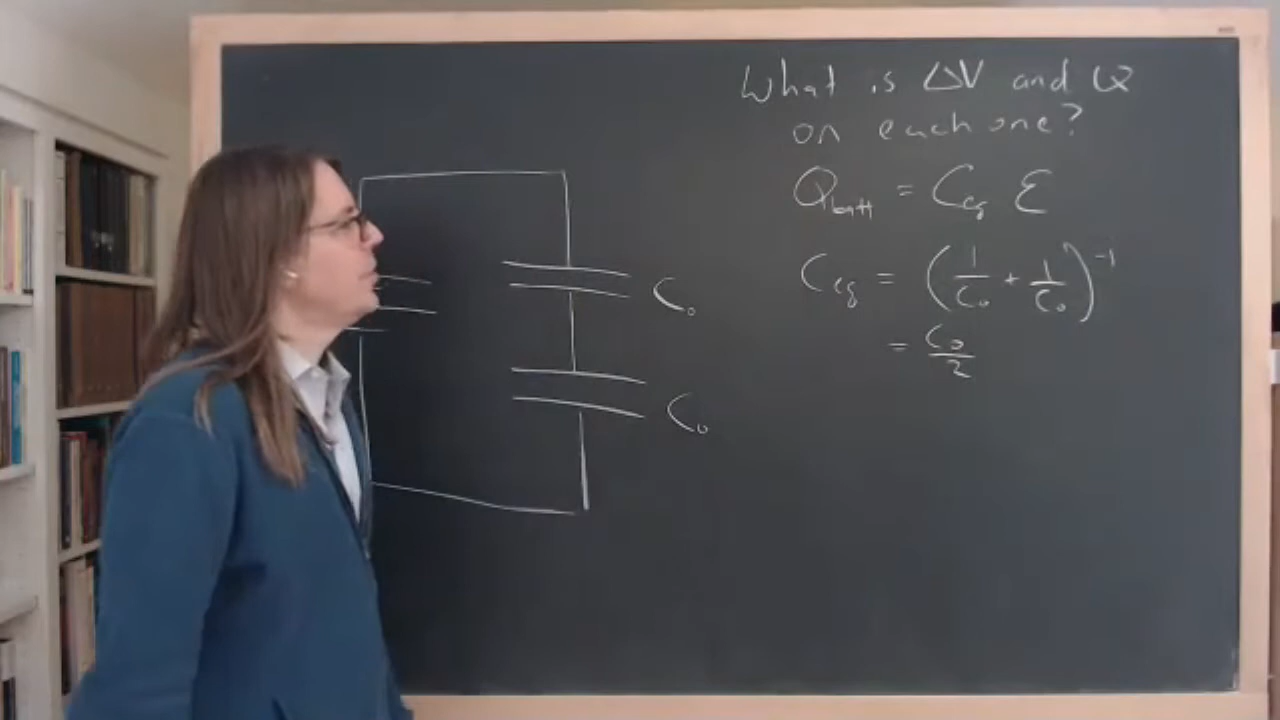 What is ΔV and Q
on each one?
Q_batt = C_eq ℰ
C_eq = (1/C₀ + 1/C₀)⁻¹
= C₀/2
C₀
C₀